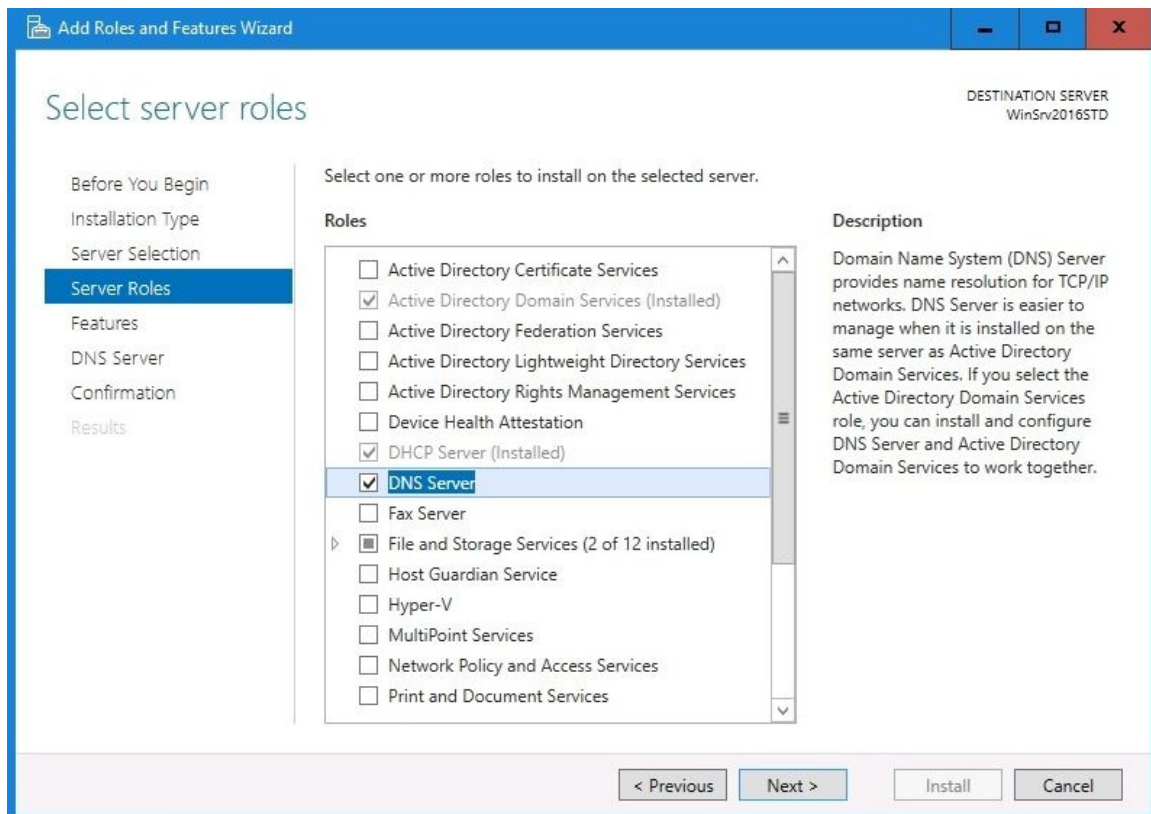 Add Roles and Features Wizard
Select server roles
DESTINATION SERVER
WinSrv2016STD
Before You Begin
Installation Type
Server Selection
Server Roles
Features
DNS Server
Confirmation
Results
Select one or more roles to install on the selected server.
Roles
Active Directory Certificate Services
Active Directory Domain Services (Installed)
Active Directory Federation Services
Active Directory Lightweight Directory Services
Active Directory Rights Management Services
Device Health Attestation
DHCP Server (Installed)
DNS Server
Fax Server
File and Storage Services (2 of 12 installed)
Host Guardian Service
Hyper-V
MultiPoint Services
Network Policy and Access Services
Print and Document Services
Description
Domain Name System (DNS) Server
provides name resolution for TCP/IP
networks. DNS Server is easier to
manage when it is installed on the
same server as Active Directory
Domain Services. If you select the
Active Directory Domain Services
role, you can install and configure
DNS Server and Active Directory
Domain Services to work together.
< Previous
Next >
Install
Cancel